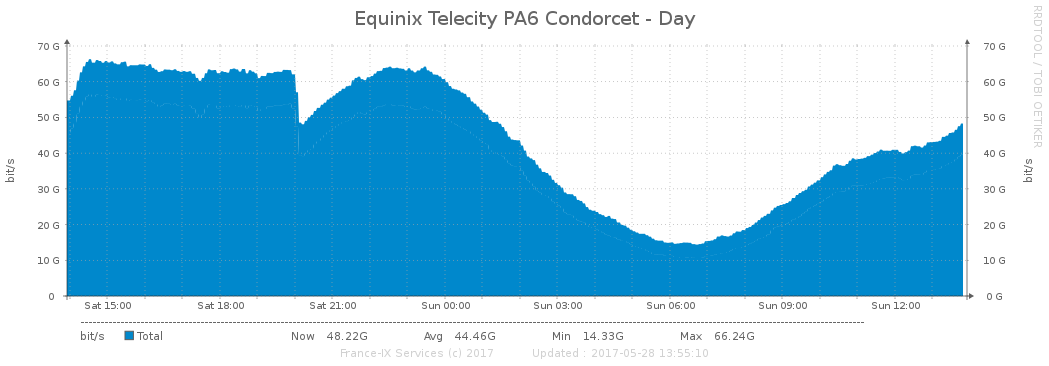 Equinix Telecity PA6 Condorcet - Day
RRDTOOL / TOBI OETIKER
70 G 70 G
60 G 60 G
50 G 50 G
40 G 40 G
30 G 30 G
20 G 20 G
10 G 10 G
0 0 G
bit/s bit/s
Sat 15:00 Sat 18:00 Sat 21:00 Sun 00:00 Sun 03:00 Sun 06:00 Sun 09:00 Sun 12:00
bit/s Total Now 48.22G Avg 44.46G Min 14.33G Max 66.24G
France-IX Services (c) 2017 Updated : 2017-05-28 13:55:10